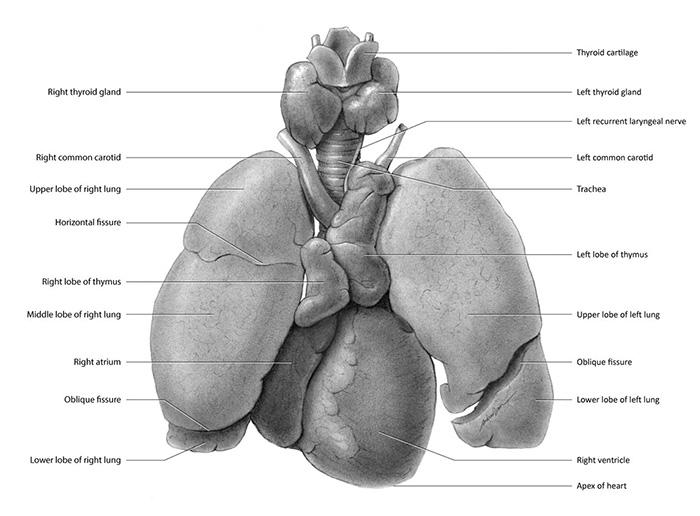 Thyroid cartilage
Right thyroid gland
Left thyroid gland
Left recurrent laryngeal nerve
Right common carotid
Left common carotid
Upper lobe of right lung
Trachea
Horizontal fissure
Left lobe of thymus
Right lobe of thymus
Middle lobe of right lung
Upper lobe of left lung
Right atrium
Oblique fissure
Oblique fissure
Lower lobe of left lung
Lower lobe of right lung
Right ventricle
Apex of heart